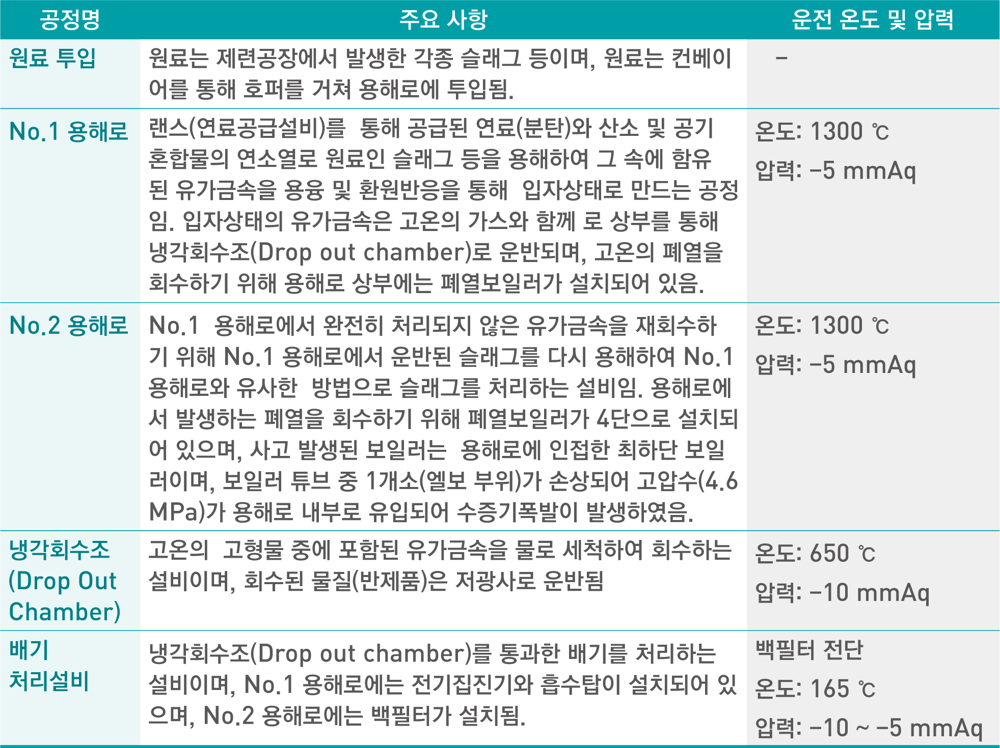 공정명 주요 사항 운전 온도 및 압력
원료 투입 원료는 제련공장에서 발생한 각종 슬래그 등이며, 원료는 컨베이 -
어를 통해 호퍼를 거쳐 용해로에 투입됨.
No.1 용해로 랜스(연료공급설비)를 통해 공급된 연료(분탄)와 산소 및 공기 온도: 1300 ℃
혼합물의 연소열로 원료인 슬래그 등을 용해하여 그 속에 함유 압력: -5 mmAq
된 유가금속을 용융 및 환원반응을 통해 입자상태로 만드는 공정
임. 입자상태의 유가금속은 고온의 가스와 함께 로 상부를 통해
냉각회수조(Drop out chamber)로 운반되며, 고온의 폐열을
회수하기 위해 용해로 상부에는 폐열보일러가 설치되어 있음.
No.2 용해로 No.1 용해로에서 완전히 처리되지 않은 유가금속을 재회수하 온도: 1300 ℃
기 위해 No.1 용해로에서 운반된 슬래그를 다시 용해하여 No.1 압력: -5 mmAq
용해로와 유사한 방법으로 슬래그를 처리하는 설비임. 용해로에
서 발생하는 폐열을 회수하기 위해 폐열보일러가 4단으로 설치되
어 있으며, 사고 발생된 보일러는 용해로에 인접한 최하단 보일
러이며, 보일러 튜브 중 1개소(엘보 부위)가 손상되어 고압수(4.6
MPa)가 용해로 내부로 유입되어 수증기폭발이 발생하였음.
냉각회수조 고온의 고형물 중에 포함된 유가금속을 물로 세척하여 회수하는 온도: 650 ℃
(Drop Out 설비이며, 회수된 물질(반제품)은 저광사로 운반됨 압력: -10 mmAq
Chamber)
배기 냉각회수조(Drop out chamber)를 통과한 배기를 처리하는 백필터 전단
처리설비 설비이며, No.1 용해로에는 전기집진기와 흡수탑이 설치되어 있 온도: 165 ℃
으며, No.2 용해로에는 백필터가 설치됨. 압력: -10 ~ -5 mmAq